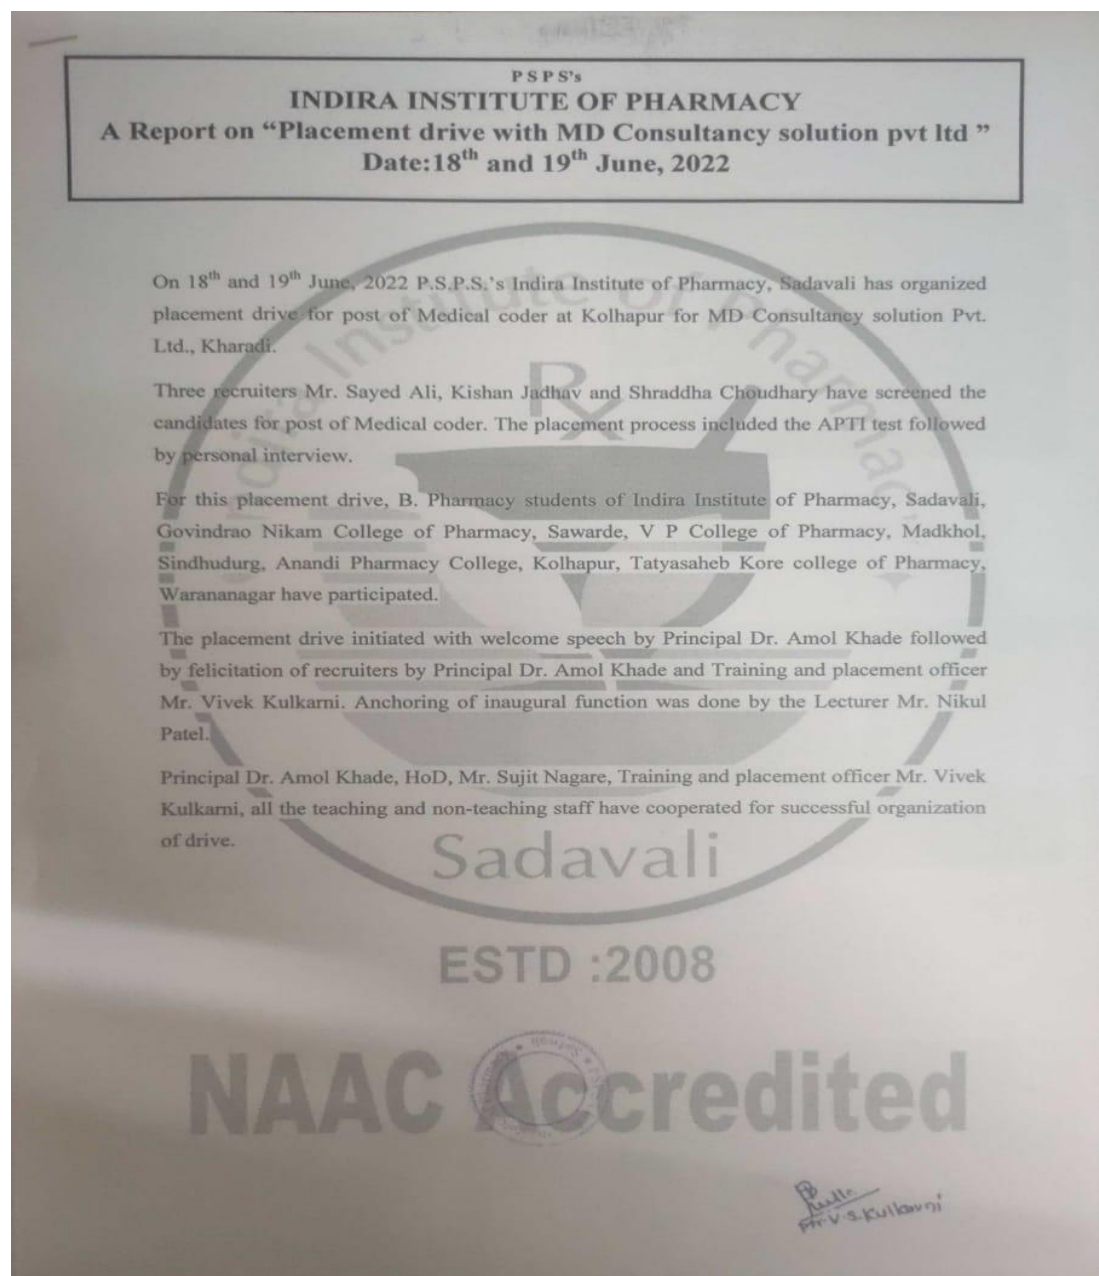 P S P S's
INDIRA INSTITUTE OF PHARMACY
A Report on “Placement drive with MD Consultancy solution pvt ltd ”
Date:18th and 19th June, 2022
On 18th and 19th June, 2022 P.S.P.S.'s Indira Institute of Pharmacy, Sadavali has organized
placement drive for post of Medical coder at Kolhapur for MD Consultancy solution Pvt.
Ltd., Kharadi.
Three recruiters Mr. Sayed Ali, Kishan Jadhav and Shraddha Choudhary have screened the
candidates for post of Medical coder. The placement process included the APTI test followed
by personal interview.
For this placement drive, B. Pharmacy students of Indira Institute of Pharmacy, Sadavali,
Govindrao Nikam College of Pharmacy, Sawarde, V P College of Pharmacy, Madkhol,
Sindhudurg, Anandi Pharmacy College, Kolhapur, Tatyasaheb Kore college of Pharmacy,
Warananagar have participated.
The placement drive initiated with welcome speech by Principal Dr. Amol Khade followed
by felicitation of recruiters by Principal Dr. Amol Khade and Training and placement officer
Mr. Vivek Kulkarni. Anchoring of inaugural function was done by the Lecturer Mr. Nikul
Patel.
Principal Dr. Amol Khade, HoD, Mr. Sujit Nagare, Training and placement officer Mr. Vivek
Kulkarni, all the teaching and non-teaching staff have cooperated for successful organization
of drive.
Indira Institute of Pharmacy
Rx
Sadavali
ESTD :2008
NAAC Accredited
Mr. V. S. Kulkarni